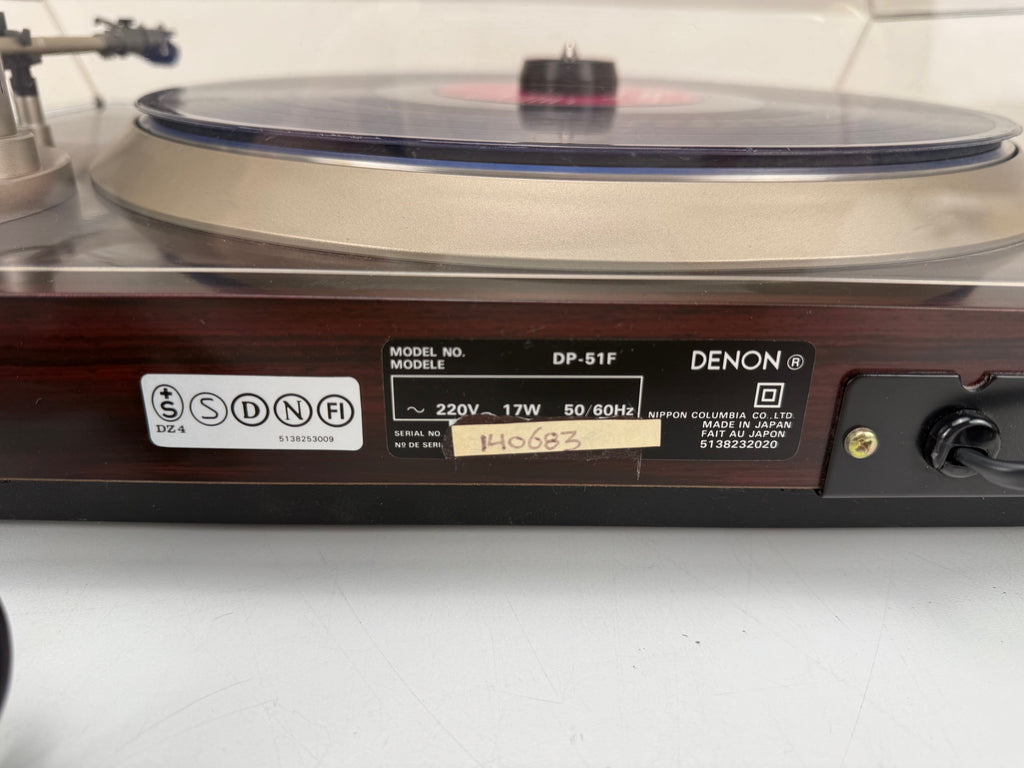 MODEL NO.
MODELE
DP-51F
DENON ®
~ 220V~ 17W 50/60Hz
SERIAL NO
Nº DE SERI
140683
NIPPON COLUMBIA CO.,LTD.
MADE IN JAPAN
FAIT AU JAPON
5138232020
+S S D N FI
DZ4
5138253009